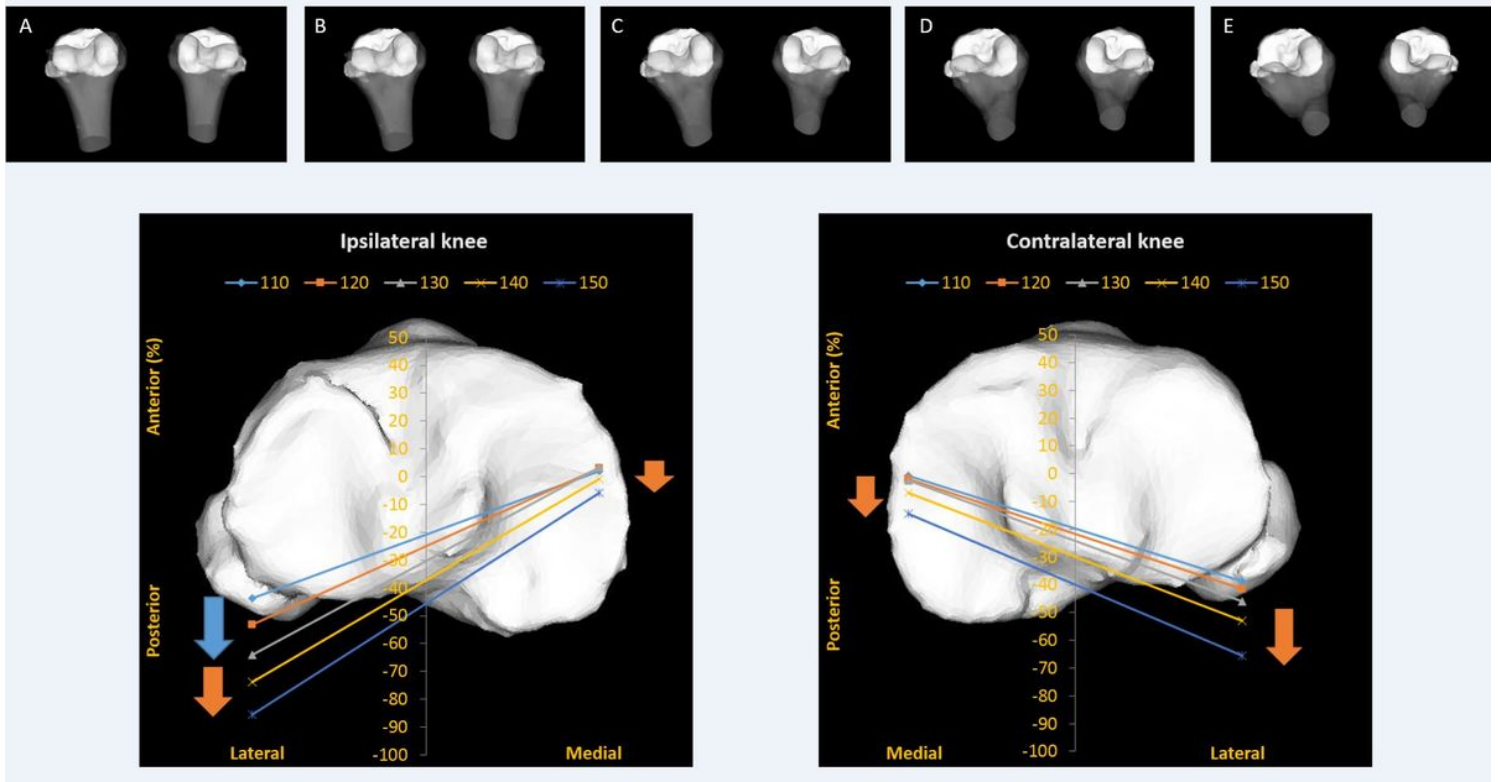 A
B
C
D
E
Ipsilateral knee
110 120 130 140 150
Anterior (%)
Posterior
50
40
30
20
10
0
-10
-20
-30
-40
-50
-60
-70
-80
-90
-100
Lateral
Medial
Contralateral knee
110 120 130 140 150
Anterior (%)
Posterior
50
40
30
20
10
0
-10
-20
-30
-40
-50
-60
-70
-80
-90
-100
Medial
Lateral